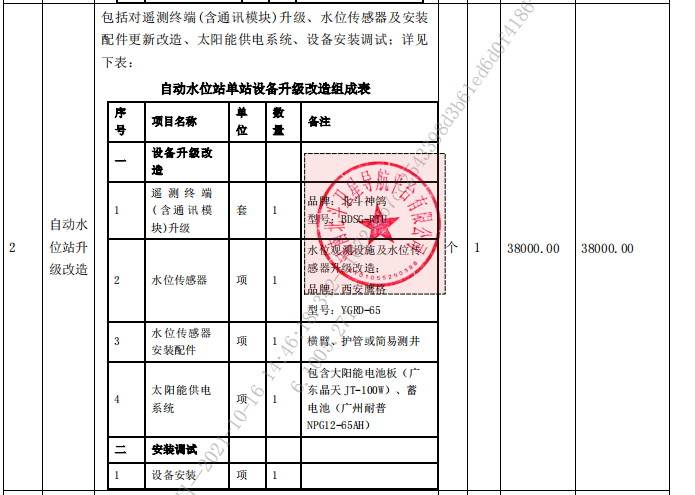 包括对遥测终端(含通讯模块)升级、水位传感器及安装
配件更新改造、太阳能供电系统、设备安装调试；详见
下表：
自动水位站单站设备升级改造组成表
序号 项目名称 单位 数量 备注
一 设备升级改造
1 遥测终端(含通讯模块)升级 套 1 品牌：北斗神鸽
型号：BDSG-RTU
2 水位传感器 项 1 水位观测设施及水位传
感器升级改造：
品牌：西安鹰格
型号：YGRD-65
3 水位传感器安装配件 项 1 横臂、护管或简易测井
4 太阳能供电系统 项 1 包含太阳能电池板（广
东晶天 JT-100W）、蓄
电池（广州耐普
NPG12-65AH）
二 安装调试
1 设备安装 项 1
2 自动水位站升级改造 个 1 38000.00 38000.00